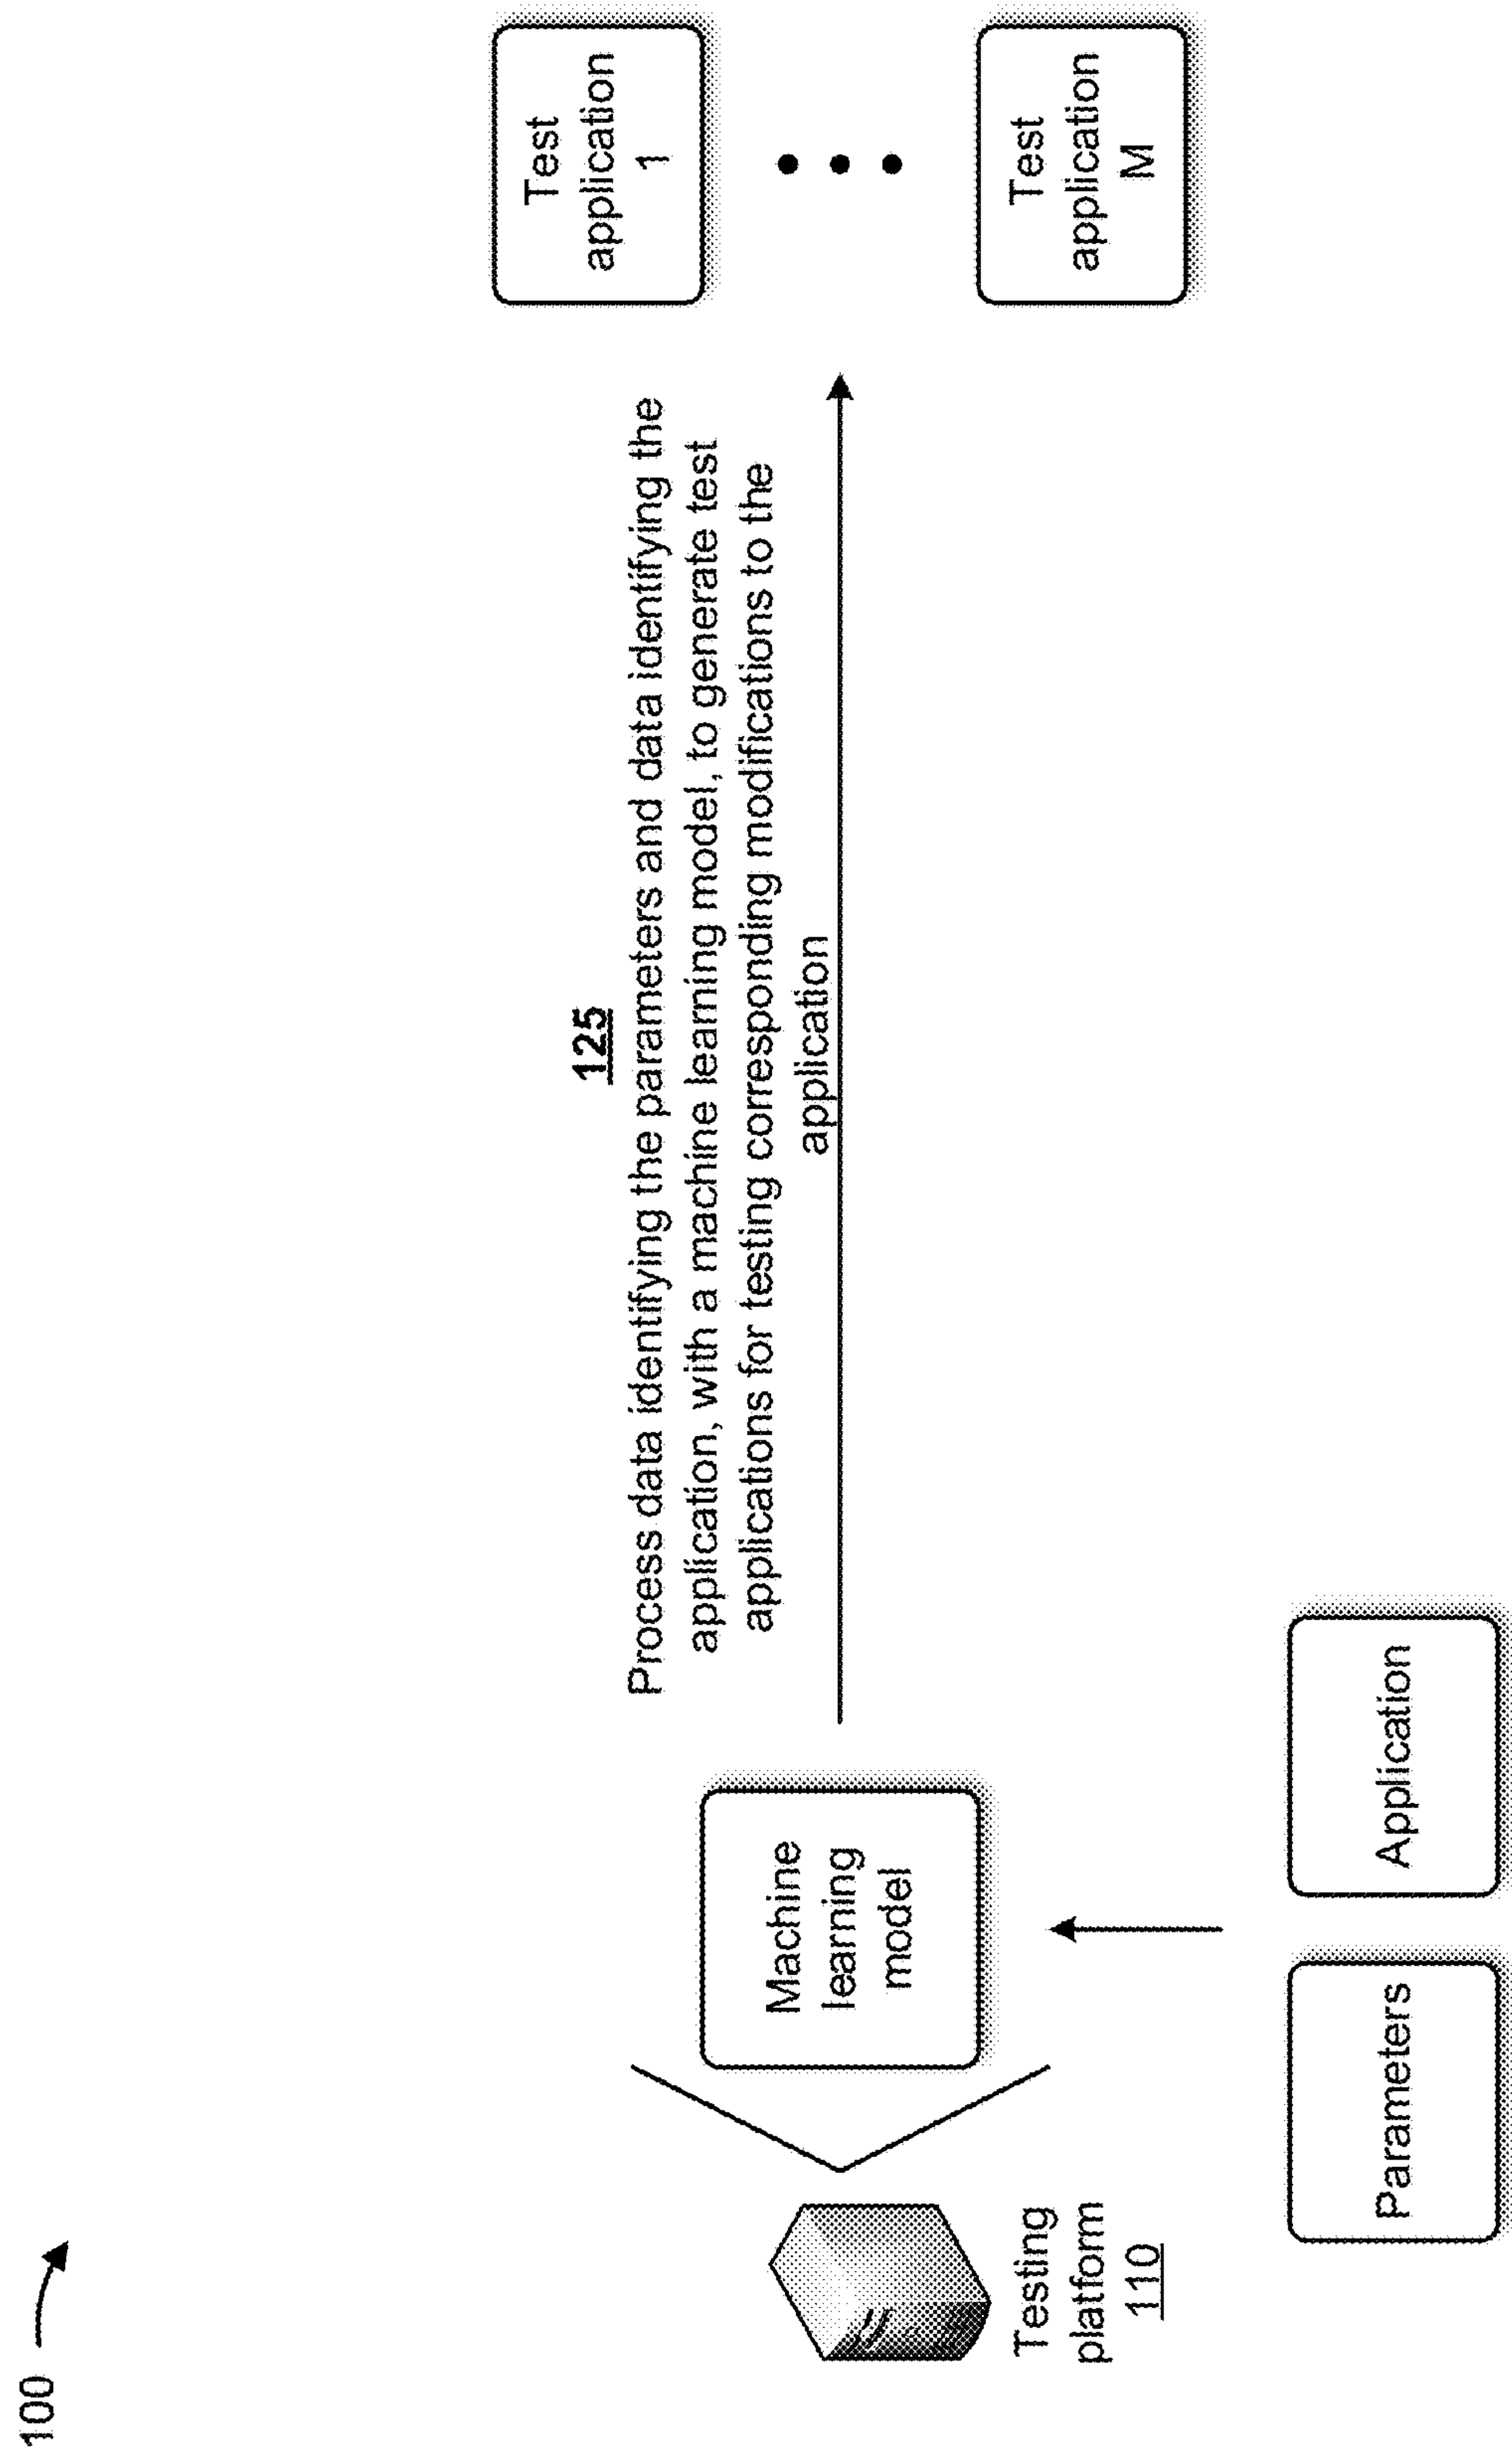 100
125
Process data identifying the parameters and data identifying the
application, with a machine learning model, to generate test
applications for testing corresponding modifications to the
application
Test
application
1
Test
application
M
Machine
learning
model
Testing
platform
110
Parameters
Application